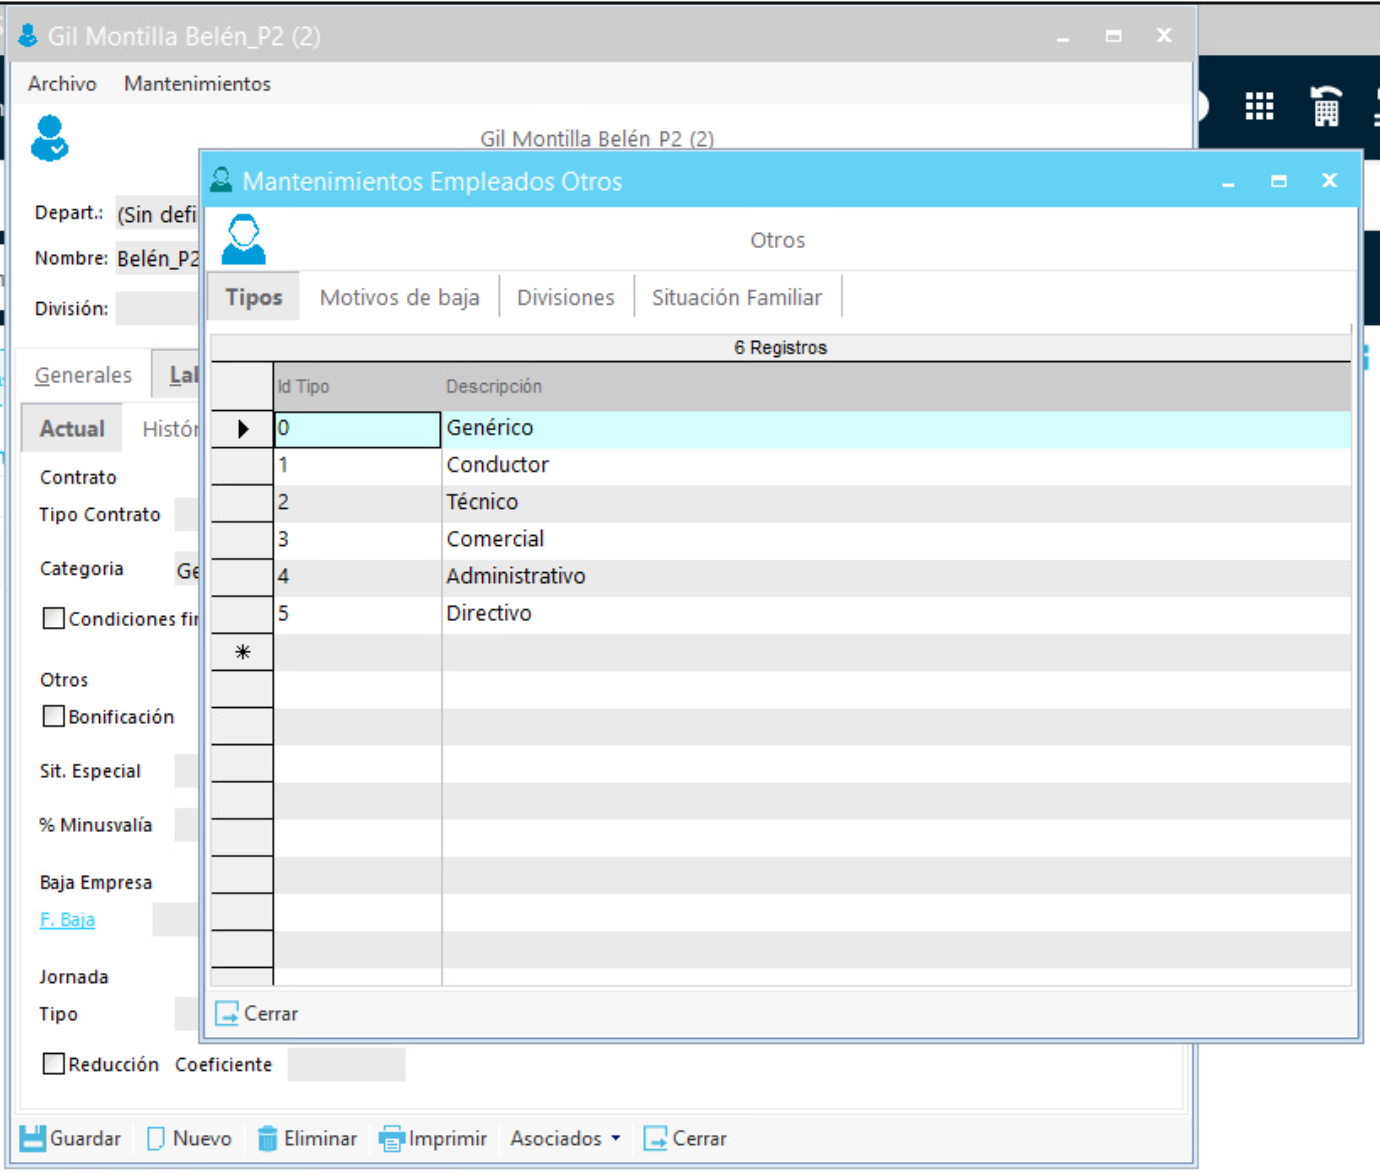 Gil Montilla Belén_P2 (2)
Archivo Mantenimientos
Gil Montilla Belén_P2 (2)
Mantenimientos Empleados Otros
Depart.: (Sin defi
Otros
Nombre: Belén_P2
Tipos Motivos de baja Divisiones Situación Familiar
División:
6 Registros
Generales Lal
Id Tipo Descripción
Actual Histór
0 Genérico
1 Conductor
Contrato
2 Técnico
Tipo Contrato
3 Comercial
Categoria Ge
4 Administrativo
Condiciones fir
5 Directivo
Otros
Bonificación
Sit. Especial
% Minusvalía
Baja Empresa
F. Baja
Jornada
Tipo
Cerrar
Reducción Coeficiente
Guardar Nuevo Eliminar Imprimir Asociados Cerrar